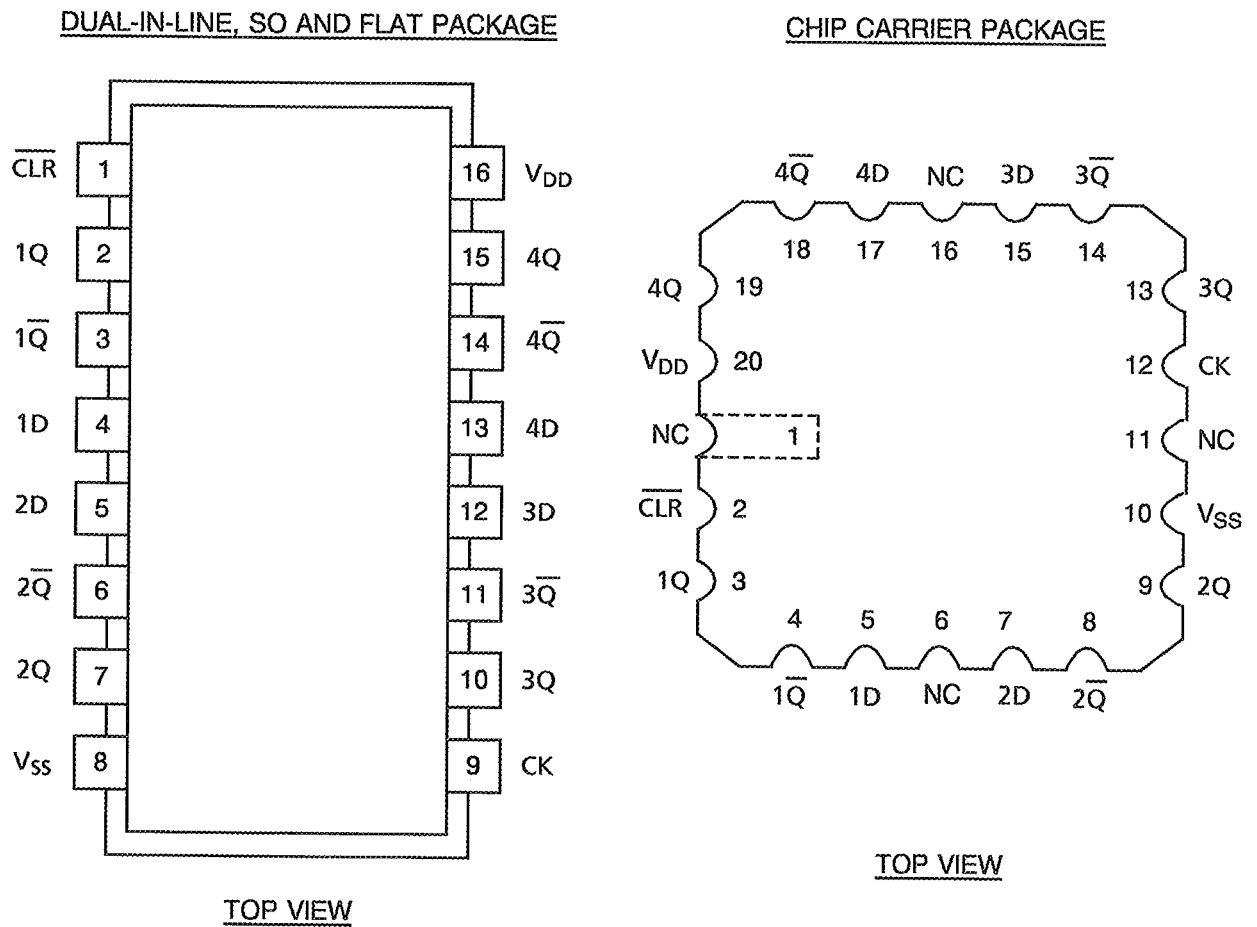 DUAL-IN-LINE, SO AND FLAT PACKAGE
C̅L̅R̅ 1 16 VDD
1Q 2 15 4Q
1Q̅ 3 14 4Q̅
1D 4 13 4D
2D 5 12 3D
2Q̅ 6 11 3Q̅
2Q 7 10 3Q
VSS 8 9 CK
TOP VIEW
CHIP CARRIER PACKAGE
4Q̅ 4D NC 3D 3Q̅
18 17 16 15 14
4Q 19 13 3Q
VDD 20 12 CK
NC 1 11 NC
C̅L̅R̅ 2 10 VSS
1Q 3 9 2Q
4 5 6 7 8
1Q̅ 1D NC 2D 2Q̅
TOP VIEW